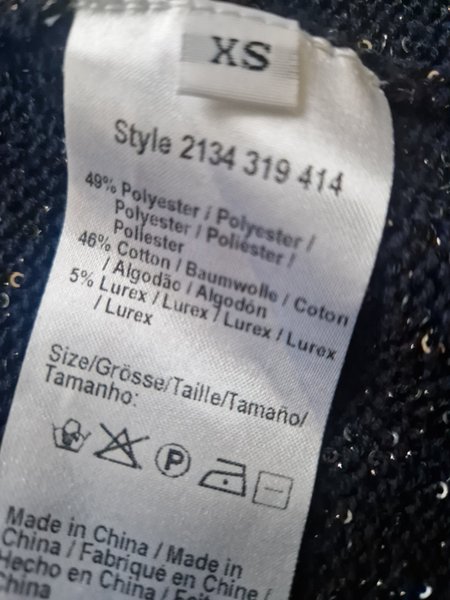 XS
Style 2134 319 414
49% Polyester / Polyester /
Polyester / Poliéster /
Poliester
46% Cotton / Baumwolle / Coton
/ Algodão / Algodón
5% Lurex / Lurex / Lurex / Lurex
/ Lurex
Size/Grösse/Taille/Tamaño/
Tamanho:
P
Made in China / Made in
China / Fabriqué en Chine /
Hecho en China / Feit
China